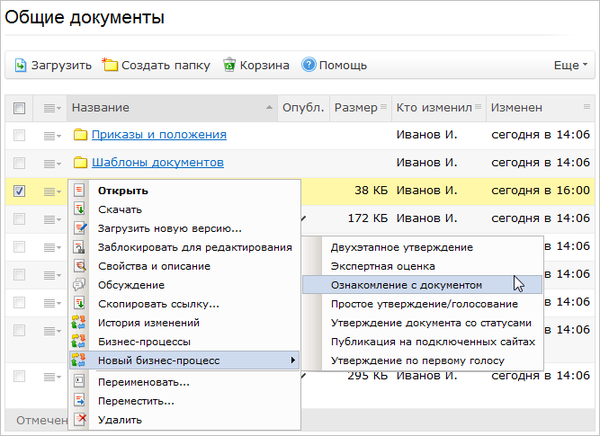 Общие документы
Загрузить Создать папку Корзина Помощь Еще
Название Опубл. Размер Кто изменил Изменен
Приказы и положения Иванов И. сегодня в 14:06
Шаблоны документов Иванов И. сегодня в 14:06
38 КБ Иванов И. сегодня в 16:00
172 КБ Иванов И. сегодня в 14:06
14:06
14:06
14:06
295 КБ Иванов И. сегодня в 14:06
Отмечен
Открыть
Скачать
Загрузить новую версию...
Заблокировать для редактирования
Свойства и описание
Обсуждение
Скопировать ссылку...
История изменений
Бизнес-процессы
Новый бизнес-процесс
Переименовать...
Переместить...
Удалить
Двухэтапное утверждение
Экспертная оценка
Ознакомление с документом
Простое утверждение/голосование
Утверждение документа со статусами
Публикация на подключенных сайтах
Утверждение по первому голосу